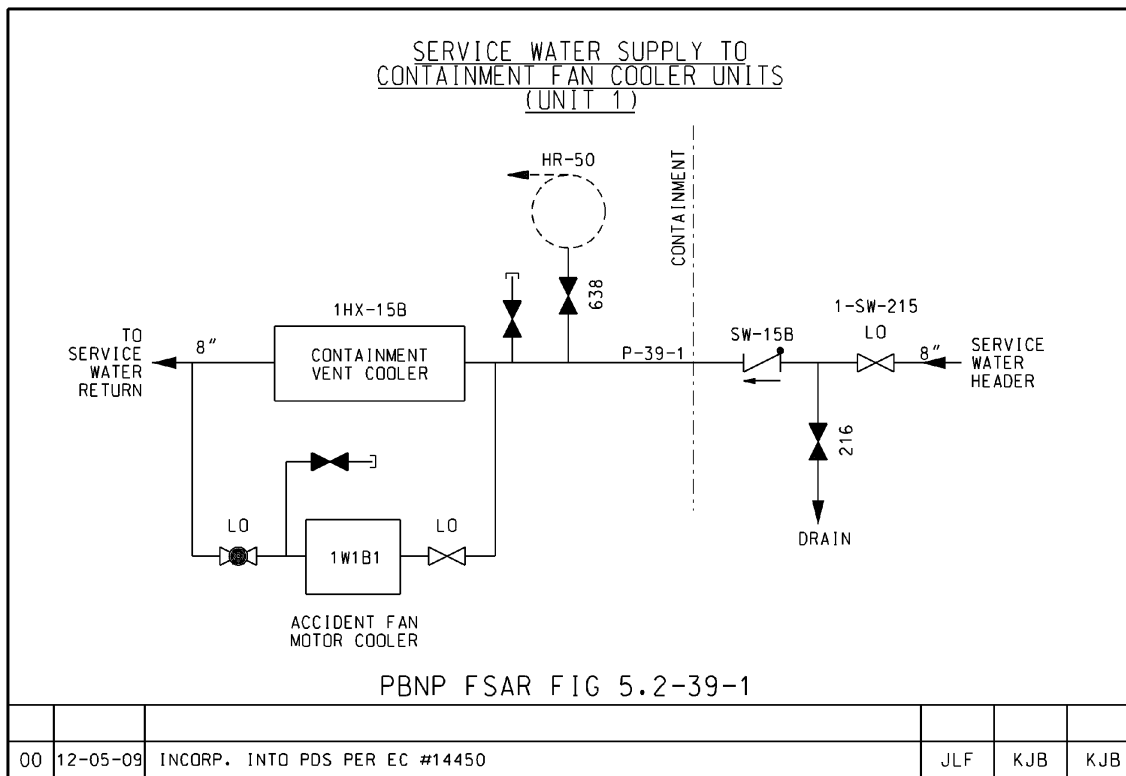 SERVICE WATER SUPPLY TO
CONTAINMENT FAN COOLER UNITS
(UNIT 1)
HR-50
CONTAINMENT
638
1HX-15B
CONTAINMENT
VENT COOLER
TO
SERVICE
WATER
RETURN
8"
P-39-1
SW-15B
1-SW-215
LO
8"
SERVICE
WATER
HEADER
216
DRAIN
LO
1W1B1
LO
ACCIDENT FAN
MOTOR COOLER
PBNP FSAR FIG 5.2-39-1
00 12-05-09 INCORP. INTO PDS PER EC #14450 JLF KJB KJB